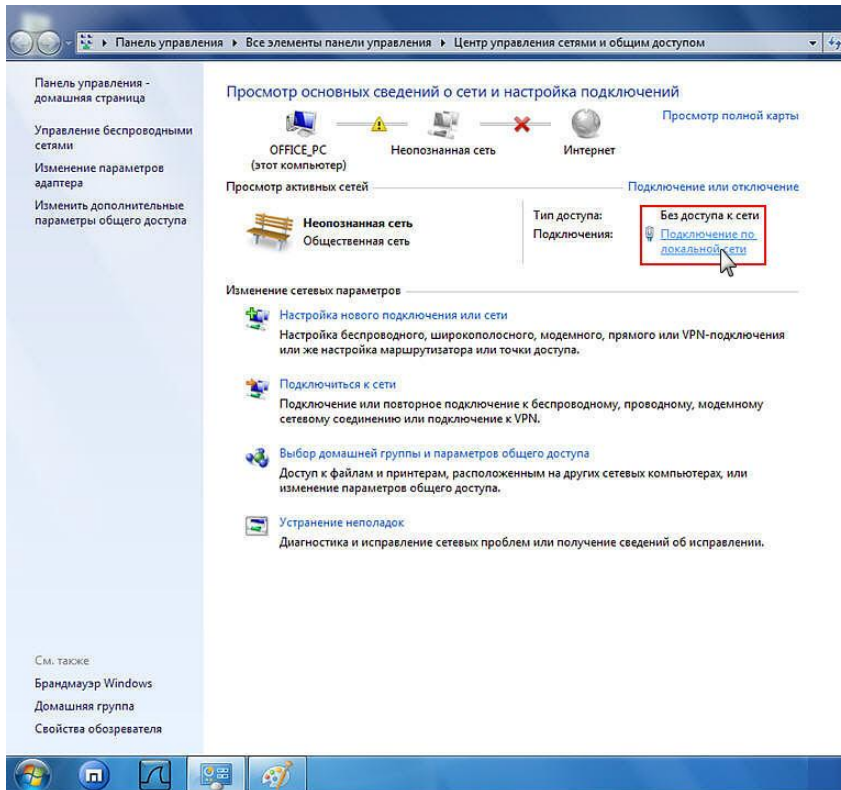 Панель управления ▸ Все элементы панели управления ▸ Центр управления сетями и общим доступом
Панель управления -
домашняя страница
Управление беспроводными
сетями
Изменение параметров
адаптера
Изменить дополнительные
параметры общего доступа
Просмотр основных сведений о сети и настройка подключений
Просмотр полной карты
OFFICE_PC
(этот компьютер)
Неопознанная сеть
Интернет
Просмотр активных сетей
Подключение или отключение
Неопознанная сеть
Общественная сеть
Тип доступа: Без доступа к сети
Подключения: Подключение по
локальной сети
Изменение сетевых параметров
Настройка нового подключения или сети
Настройка беспроводного, широкополосного, модемного, прямого или VPN-подключения
или же настройка маршрутизатора или точки доступа.
Подключиться к сети
Подключение или повторное подключение к беспроводному, проводному, модемному
сетевому соединению или подключение к VPN.
Выбор домашней группы и параметров общего доступа
Доступ к файлам и принтерам, расположенным на других сетевых компьютерах, или
изменение параметров общего доступа.
Устранение неполадок
Диагностика и исправление сетевых проблем или получение сведений об исправлении.
См. также
Брандмауэр Windows
Домашняя группа
Свойства обозревателя